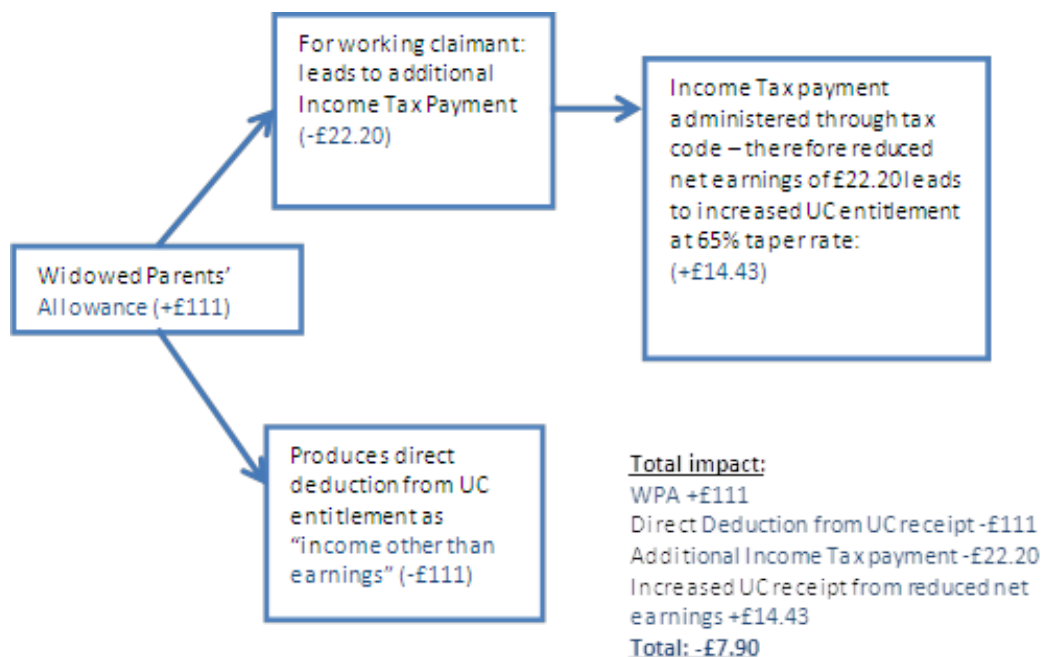 For working claimant:
leads to additional
Income Tax Payment
(-£22.20)
Income Tax payment
administered through tax
code – therefore reduced
net earnings of £22.20 leads
to increased UC entitlement
at 65% taper rate:
(+£14.43)
Widowed Parents’
Allowance (+£111)
Produces direct
deduction from UC
entitlement as
“income other than
earnings” (-£111)
Total impact:
WPA +£111
Direct Deduction from UC receipt -£111
Additional Income Tax payment -£22.20
Increased UC receipt from reduced net
earnings +£14.43
Total: -£7.90